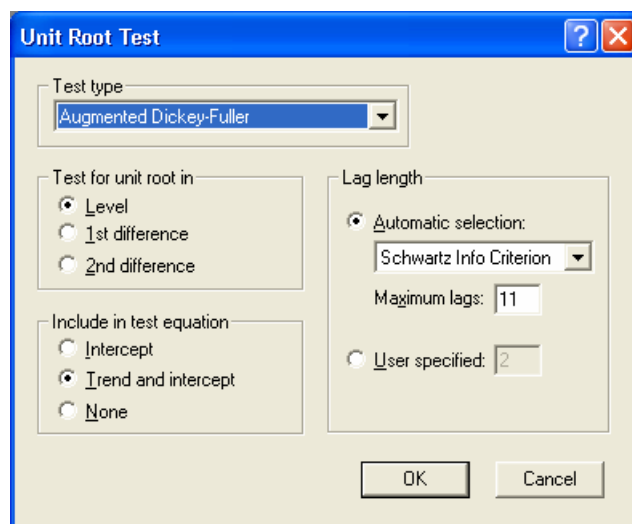 Unit Root Test
Test type
Augmented Dickey-Fuller
Test for unit root in
Level
1st difference
2nd difference
Include in test equation
Intercept
Trend and intercept
None
Lag length
Automatic selection:
Schwartz Info Criterion
Maximum lags: 11
User specified: 2
OK
Cancel